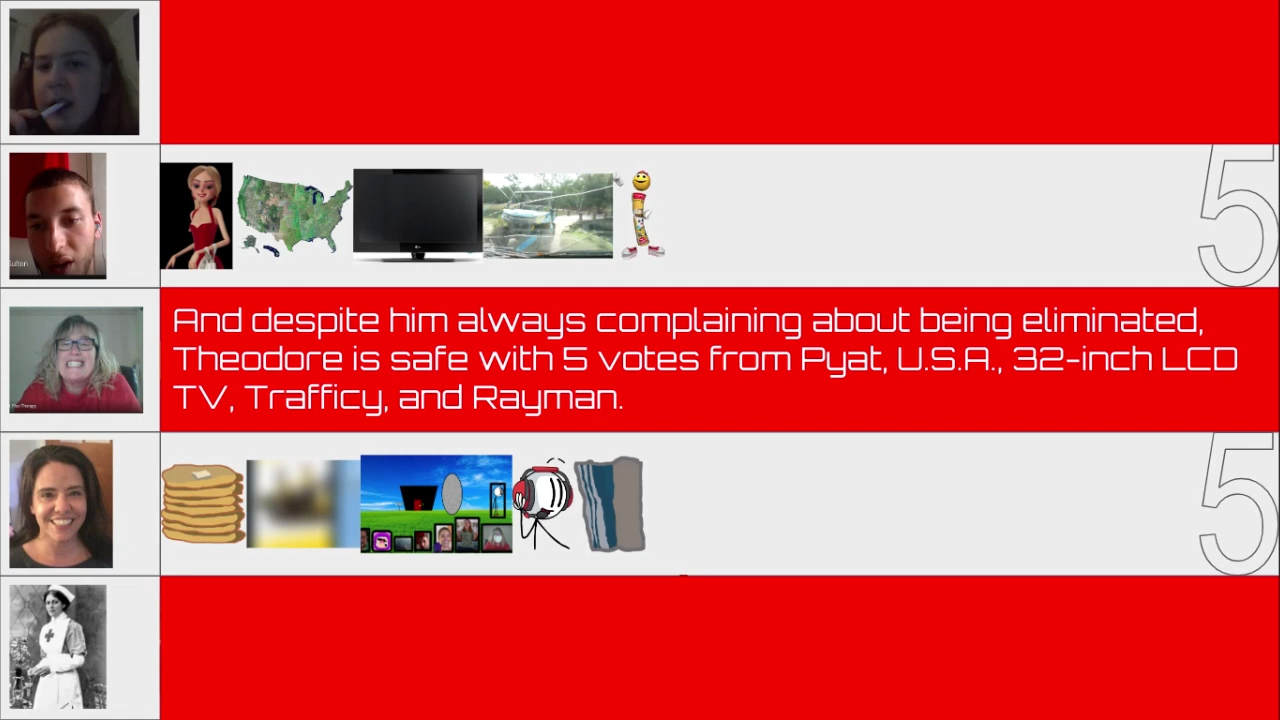 5
And despite him always complaining about being eliminated,
Theodore is safe with 5 votes from Pyat, U.S.A., 32-inch LCD
TV, Trafficy, and Rayman.
5